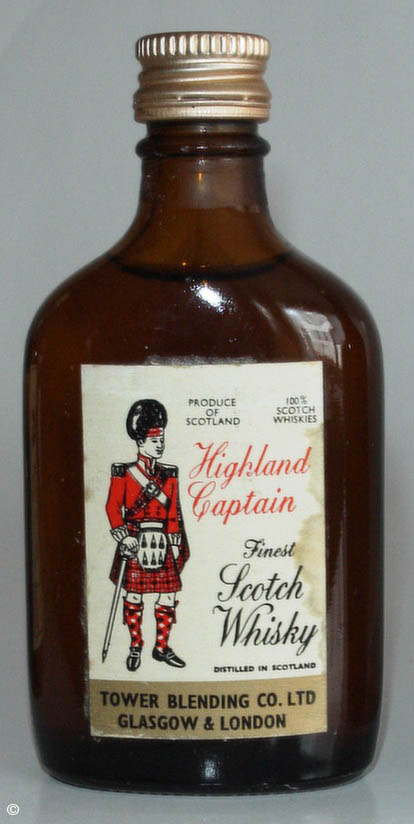 PRODUCE
OF
SCOTLAND
100%
SCOTCH
WHISKIES
Highland
Captain
Finest
Scotch
Whisky
DISTILLED IN SCOTLAND
TOWER BLENDING CO. LTD
GLASGOW & LONDON
©